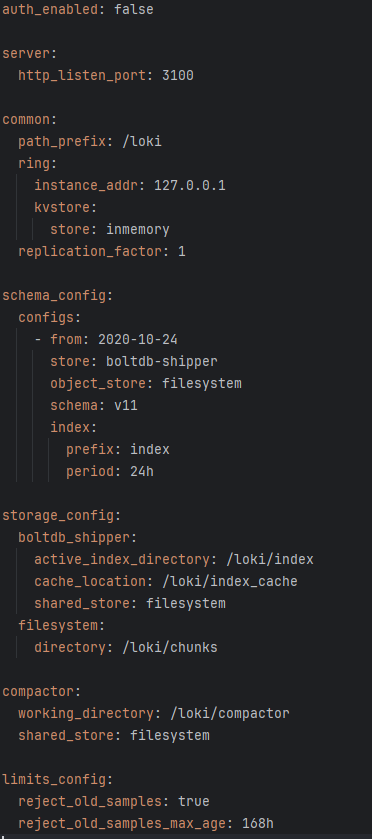 auth_enabled: false

server:
  http_listen_port: 3100

common:
  path_prefix: /loki
  ring:
    instance_addr: 127.0.0.1
    kvstore:
      store: inmemory
  replication_factor: 1

schema_config:
  configs:
    - from: 2020-10-24
      store: boltdb-shipper
      object_store: filesystem
      schema: v11
      index:
        prefix: index
        period: 24h

storage_config:
  boltdb_shipper:
    active_index_directory: /loki/index
    cache_location: /loki/index_cache
    shared_store: filesystem
  filesystem:
    directory: /loki/chunks

compactor:
  working_directory: /loki/compactor
  shared_store: filesystem

limits_config:
  reject_old_samples: true
  reject_old_samples_max_age: 168h